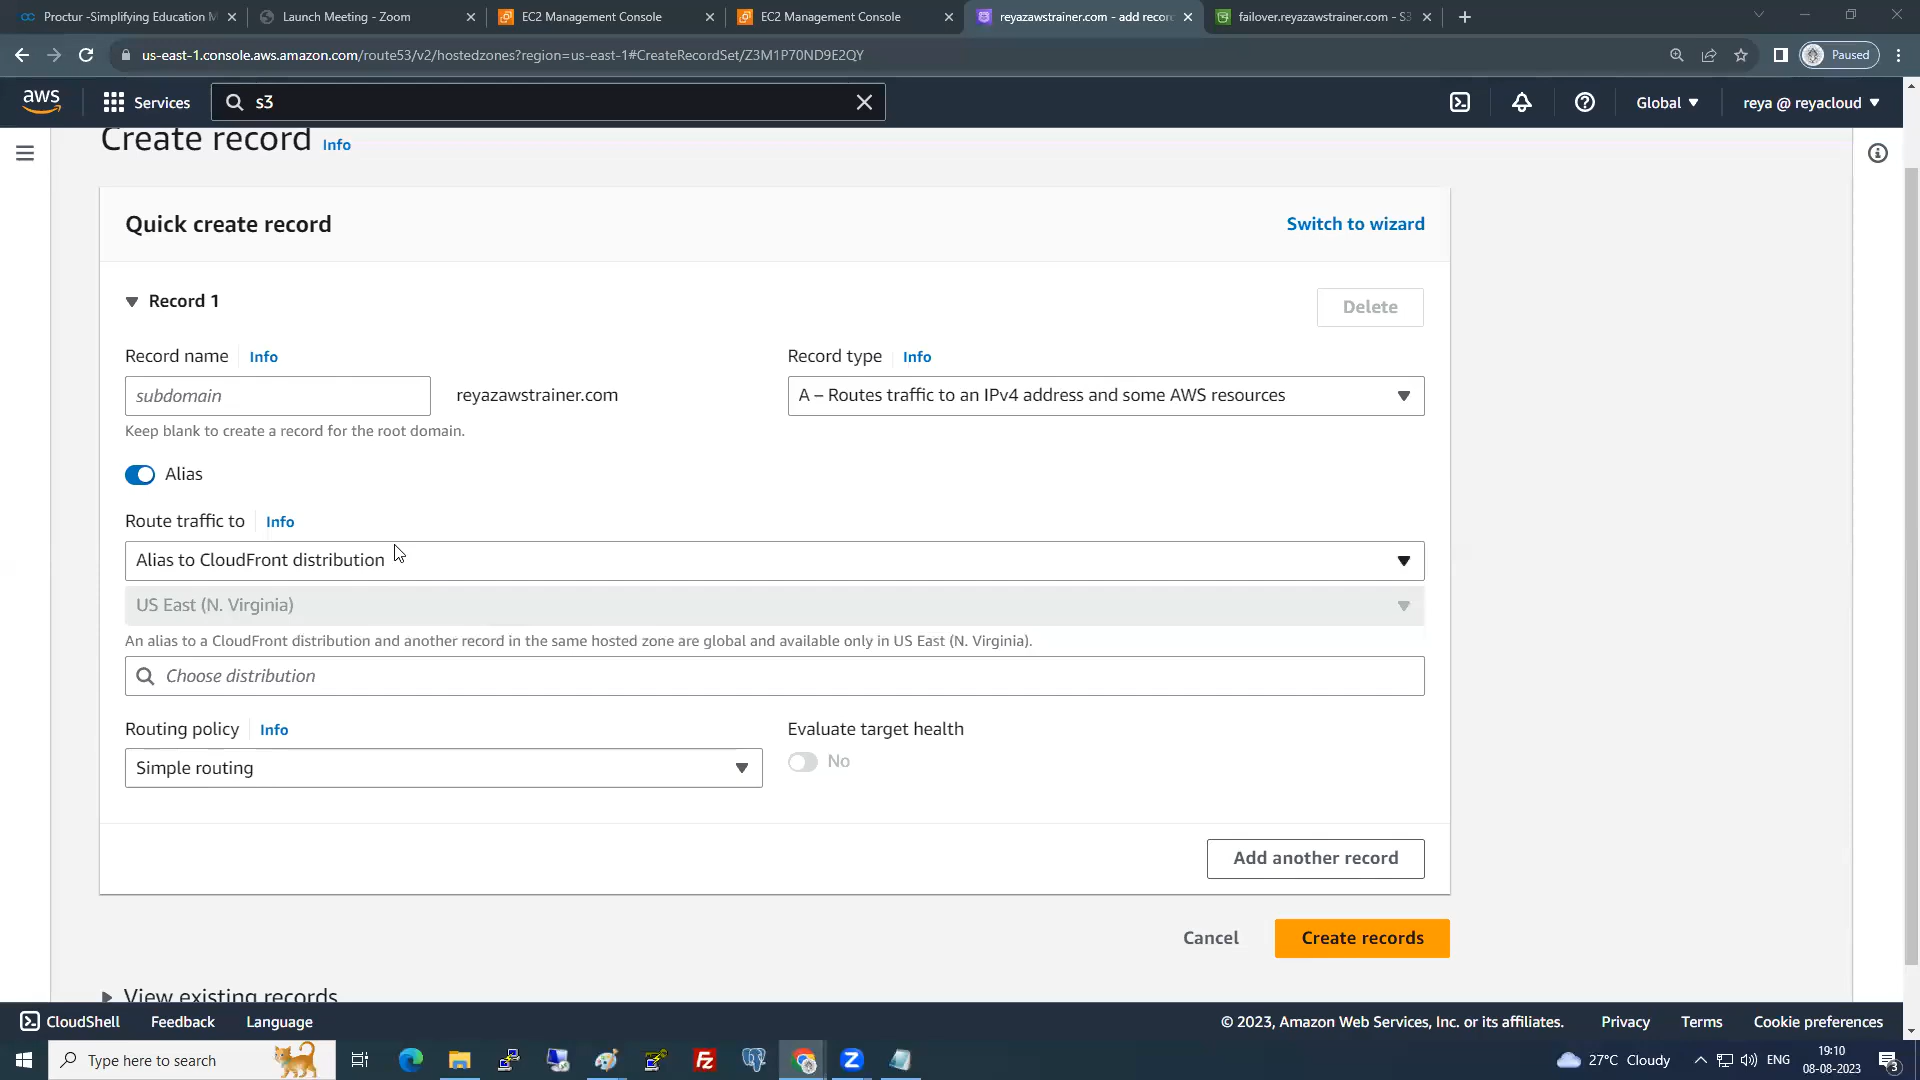 Proctur -Simplifying Education M
Launch Meeting - Zoom
EC2 Management Console
EC2 Management Console
reyazawstrainer.com - add recor
failover.reyazawstrainer.com - S3
us-east-1.console.aws.amazon.com/route53/v2/hostedzones?region=us-east-1#CreateRecordSet/Z3M1P70ND9E2QY
Paused
aws
Services
s3
Global
reya @ reyacloud
Create record
Info
Quick create record
Switch to wizard
Record 1
Delete
Record name
Info
Record type
Info
subdomain
reyazawstrainer.com
A – Routes traffic to an IPv4 address and some AWS resources
Keep blank to create a record for the root domain.
Alias
Route traffic to
Info
Alias to CloudFront distribution
US East (N. Virginia)
An alias to a CloudFront distribution and another record in the same hosted zone are global and available only in US East (N. Virginia).
Choose distribution
Routing policy
Info
Evaluate target health
Simple routing
No
Add another record
Cancel
Create records
View existing records
CloudShell
Feedback
Language
© 2023, Amazon Web Services, Inc. or its affiliates.
Privacy
Terms
Cookie preferences
Type here to search
27°C Cloudy
ENG
19:10
08-08-2023
3